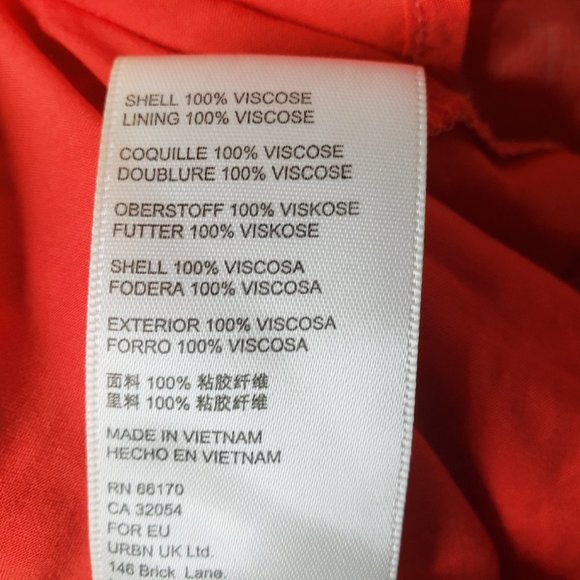 SHELL 100% VISCOSE
LINING 100% VISCOSE
COQUILLE 100% VISCOSE
DOUBLURE 100% VISCOSE
OBERSTOFF 100% VISKOSE
FUTTER 100% VISKOSE
SHELL 100% VISCOSA
FODERA 100% VISCOSA
EXTERIOR 100% VISCOSA
FORRO 100% VISCOSA
面料 100% 粘胶纤维
里料 100% 粘胶纤维
MADE IN VIETNAM
HECHO EN VIETNAM
RN 66170
CA 32054
FOR EU
URBN UK Ltd.
146 Brick Lane,